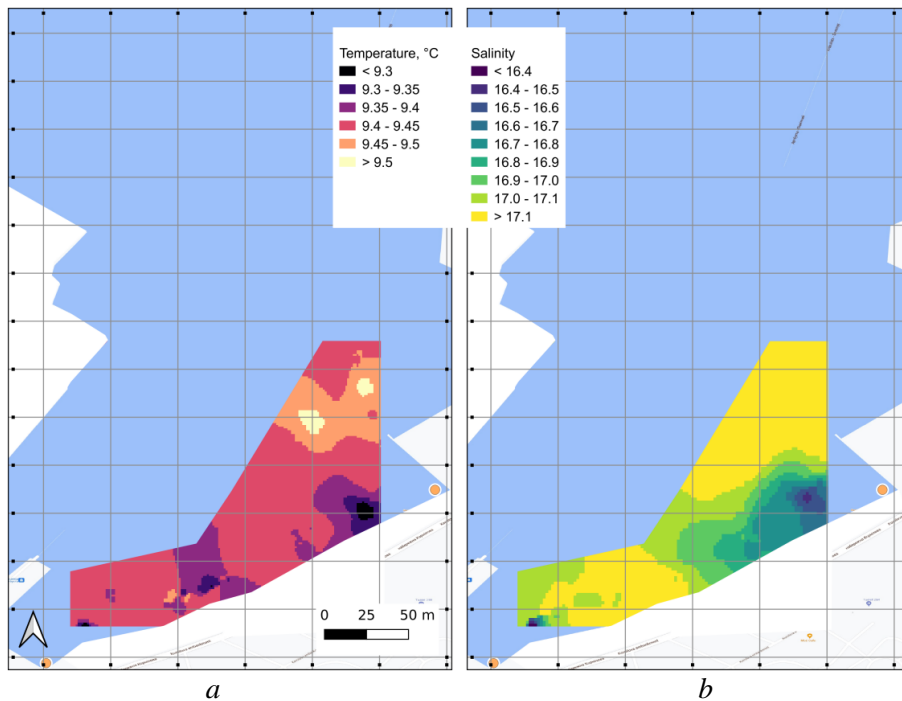 Temperature, °C
< 9.3
9.3 - 9.35
9.35 - 9.4
9.4 - 9.45
9.45 - 9.5
> 9.5
Salinity
< 16.4
16.4 - 16.5
16.5 - 16.6
16.6 - 16.7
16.7 - 16.8
16.8 - 16.9
16.9 - 17.0
17.0 - 17.1
> 17.1
0 25 50 m
a
b